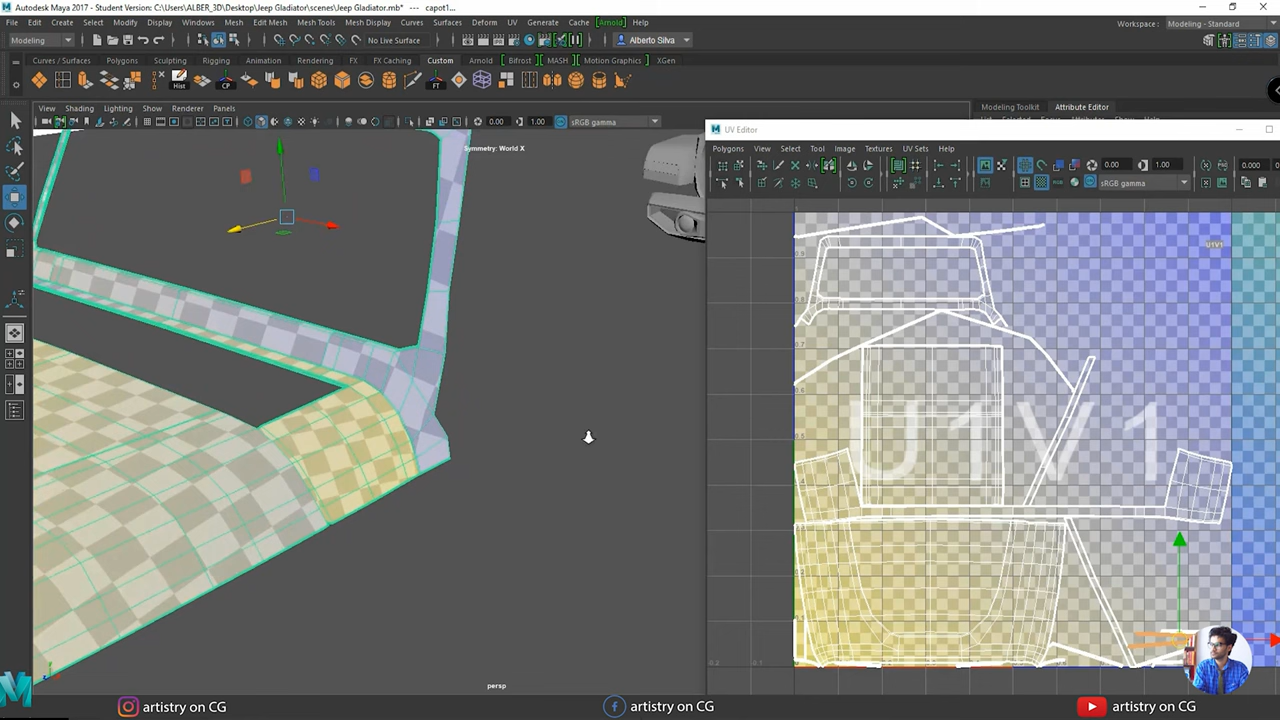 Autodesk Maya 2017 - Student Version: C:\Users\ALBER_3D\Desktop\Jeep Gladiator\scenes\Jeep Gladiator.mb* --- capot1...
File Edit Create Select Modify Display Windows Mesh Edit Mesh Mesh Tools Mesh Display Curves Surfaces Deform UV Generate Cache [Arnold] Help
Workspace: Modeling - Standard
Modeling No Live Surface Alberto Silva
Curves / Surfaces Polygons Sculpting Rigging Animation Rendering FX FX Caching Custom Arnold Bifrost MASH Motion Graphics XGen
Hist CP FT
View Shading Lighting Show Renderer Panels
Modeling Toolkit Attribute Editor
0.00 1.00 sRGB gamma
UV Editor
Symmetry: World X
Polygons View Select Tool Image Textures UV Sets Help
0.00 1.00 0.000
sRGB gamma
U1V1
U1V1
persp
artistry on CG
artistry on CG
artistry on CG